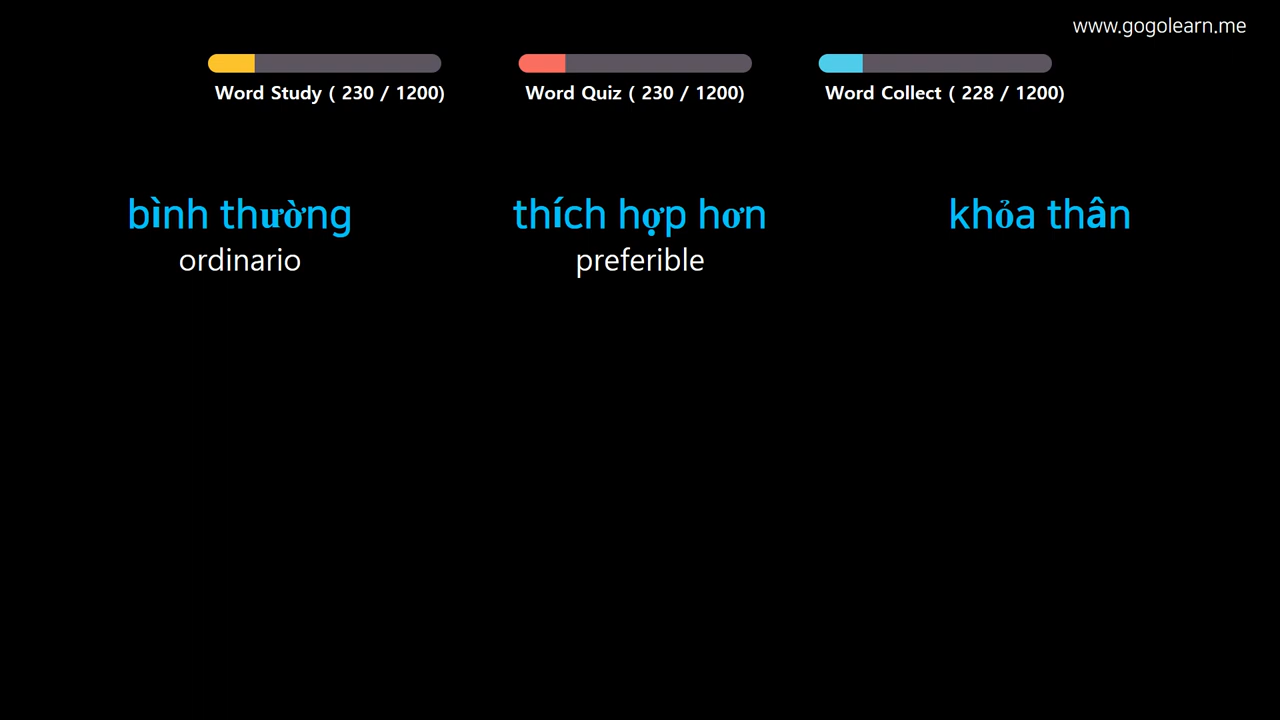 www.gogolearn.me
Word Study ( 230 / 1200)
Word Quiz ( 230 / 1200)
Word Collect ( 228 / 1200)
bình thường
ordinario
thích hợp hơn
preferible
khỏa thân